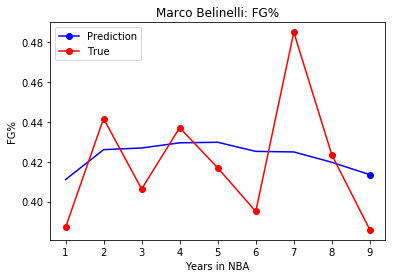 Marco Belinelli: FG%
Prediction
True
FG%
0.48
0.46
0.44
0.42
0.40
1 2 3 4 5 6 7 8 9
Years in NBA